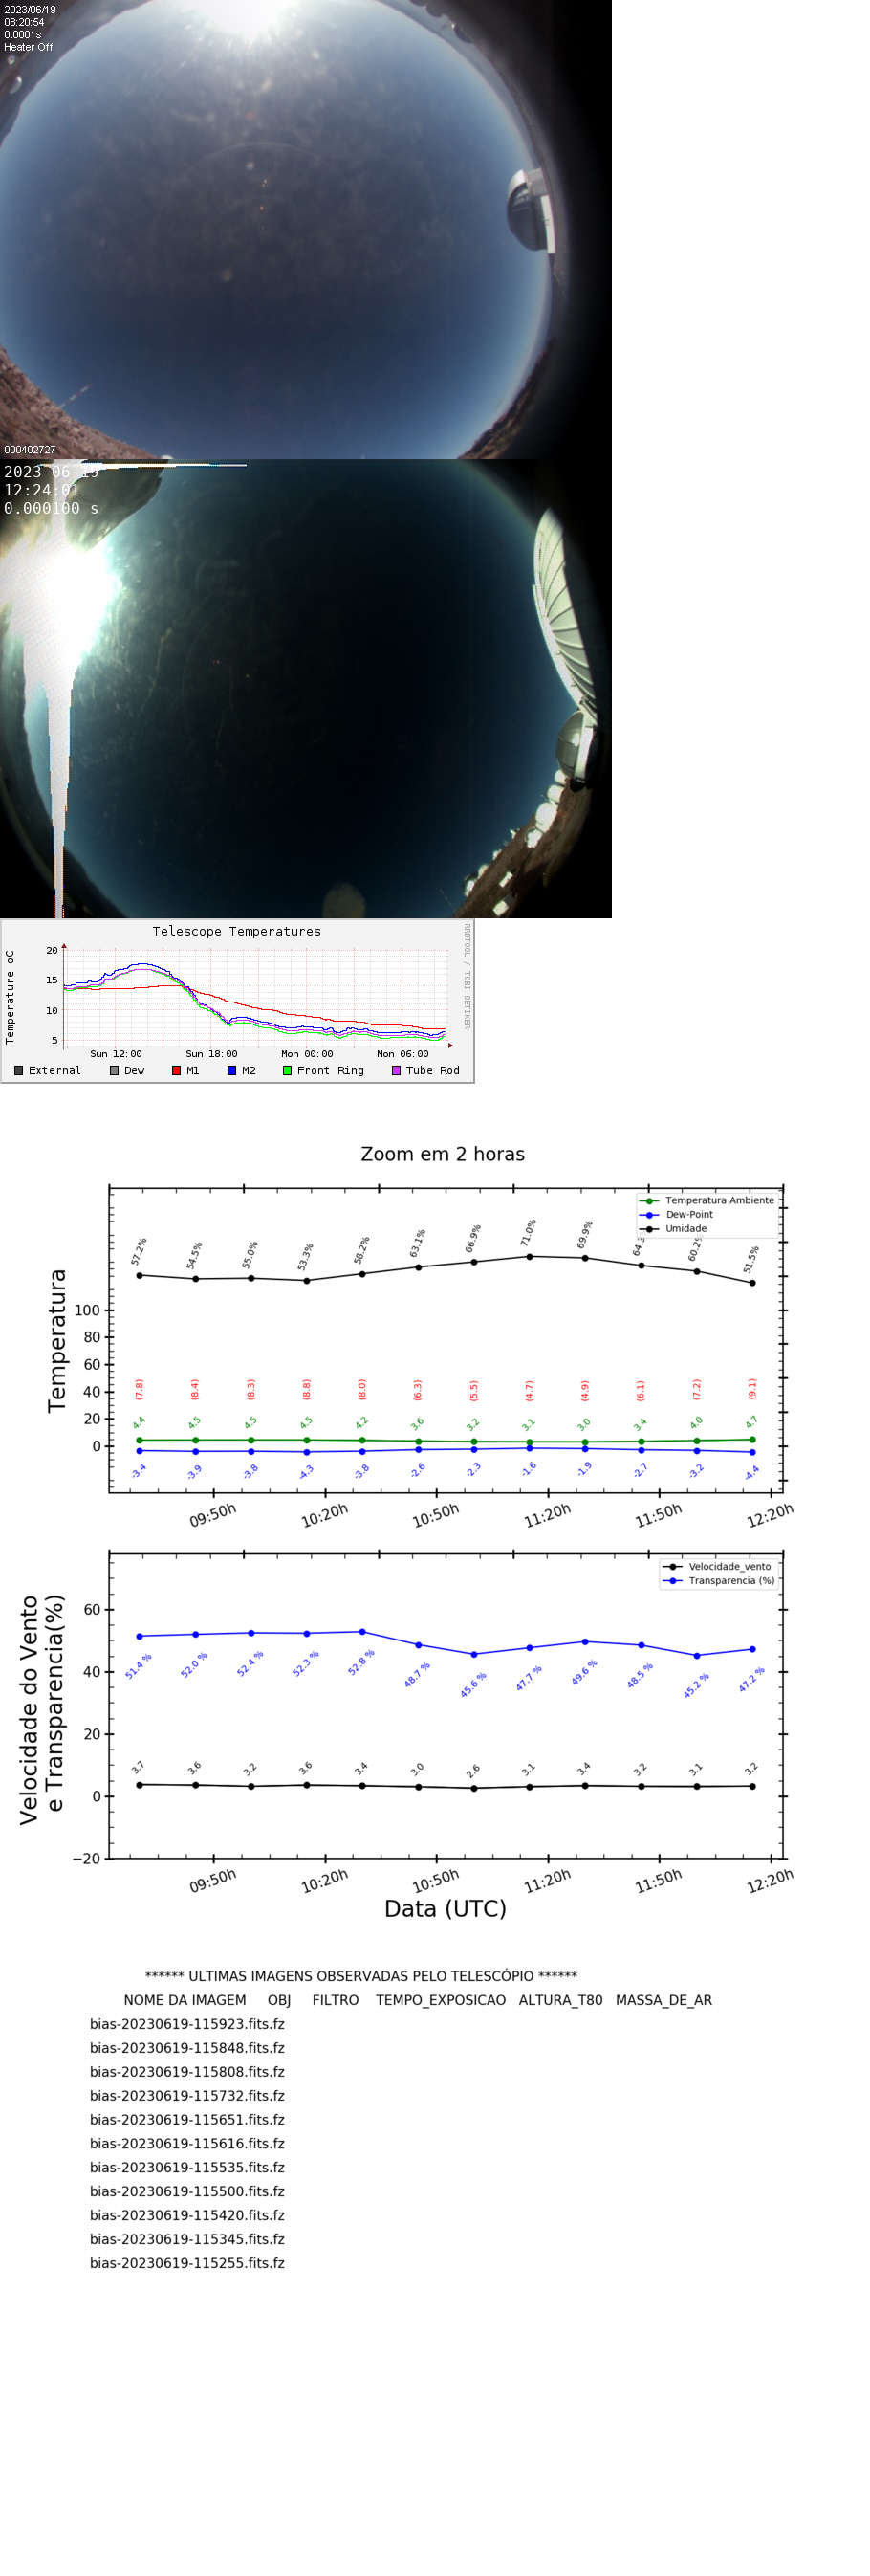 2023/06/19
08:20:54
0.0001s
Heater Off
000402727
2023-06-19
12:24:01
0.000100 s
Telescope Temperatures
RRDTOOL / TOBI OETIKER
Temperature oC
20
15
10
5
Sun 12:00 Sun 18:00 Mon 00:00 Mon 06:00
External Dew M1 M2 Front Ring Tube Rod
Zoom em 2 horas
Temperatura Ambiente
Dew-Point
Umidade
57.2% 54.5% 55.0% 53.3% 58.2% 63.1% 66.9% 71.0% 69.9% 64.3 60.2% 51.5%
Temperatura
100
80
60
40
20
0
(7.8) (8.4) (8.3) (8.8) (8.0) (6.3) (5.5) (4.7) (4.9) (6.1) (7.2) (9.1)
4.4 4.5 4.5 4.5 4.2 3.6 3.2 3.1 3.0 3.4 4.0 4.7
-3.4 -3.9 -3.8 -4.3 -3.8 -2.6 -2.3 -1.6 -1.9 -2.7 -3.2 -4.4
09:50h 10:20h 10:50h 11:20h 11:50h 12:20h
Velocidade_vento
Transparencia (%)
Velocidade do Vento
e Transparencia(%)
60
40
20
0
−20
51.4 % 52.0 % 52.4 % 52.3 % 52.8 % 48.7 % 45.6 % 47.7 % 49.6 % 48.5 % 45.2 % 47.2 %
3.7 3.6 3.2 3.6 3.4 3.0 2.6 3.1 3.4 3.2 3.1 3.2
09:50h 10:20h 10:50h 11:20h 11:50h 12:20h
Data (UTC)
****** ULTIMAS IMAGENS OBSERVADAS PELO TELESCÓPIO ******
NOME DA IMAGEM OBJ FILTRO TEMPO_EXPOSICAO ALTURA_T80 MASSA_DE_AR
bias-20230619-115923.fits.fz
bias-20230619-115848.fits.fz
bias-20230619-115808.fits.fz
bias-20230619-115732.fits.fz
bias-20230619-115651.fits.fz
bias-20230619-115616.fits.fz
bias-20230619-115535.fits.fz
bias-20230619-115500.fits.fz
bias-20230619-115420.fits.fz
bias-20230619-115345.fits.fz
bias-20230619-115255.fits.fz